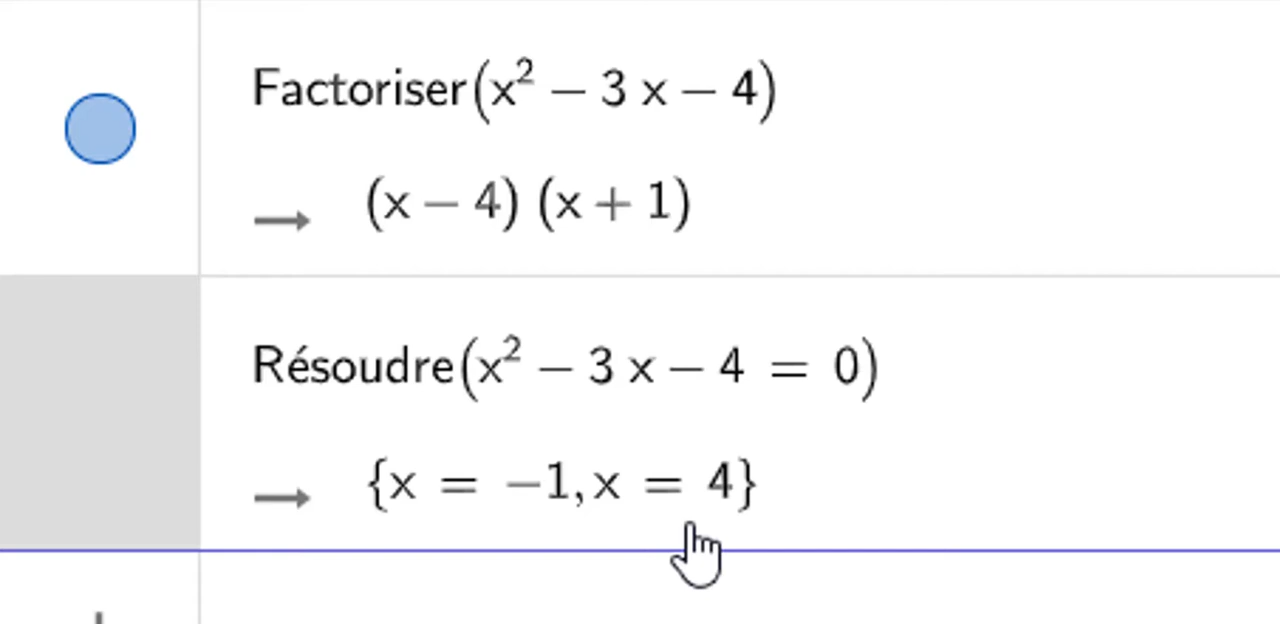 Factoriser(x² − 3 x − 4)
→ (x − 4) (x + 1)
Résoudre(x² − 3 x − 4 = 0)
→ {x = −1, x = 4}